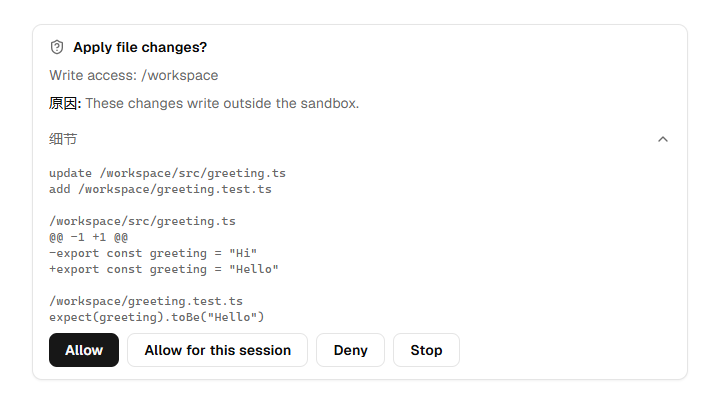 Apply file changes?
Write access: /workspace
原因: These changes write outside the sandbox.
细节
update /workspace/src/greeting.ts
add /workspace/greeting.test.ts
/workspace/src/greeting.ts
@@ -1 +1 @@
-export const greeting = "Hi"
+export const greeting = "Hello"
/workspace/greeting.test.ts
expect(greeting).toBe("Hello")
Allow
Allow for this session
Deny
Stop